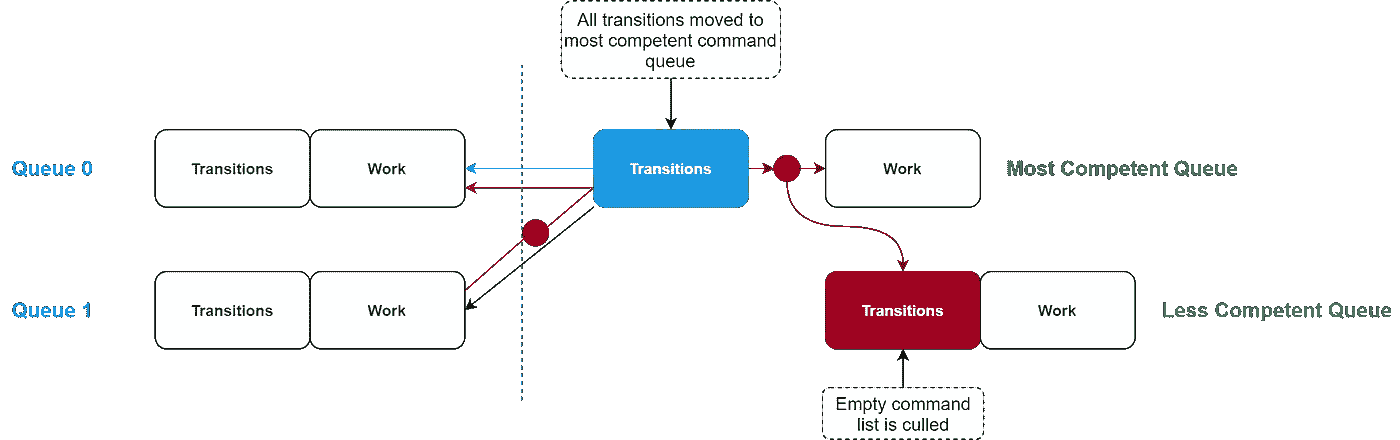 All transitions moved to
most competent command
queue
Queue 0
Transitions
Work
Transitions
Work
Most Competent Queue
Queue 1
Transitions
Work
Transitions
Work
Less Competent Queue
Empty command
list is culled